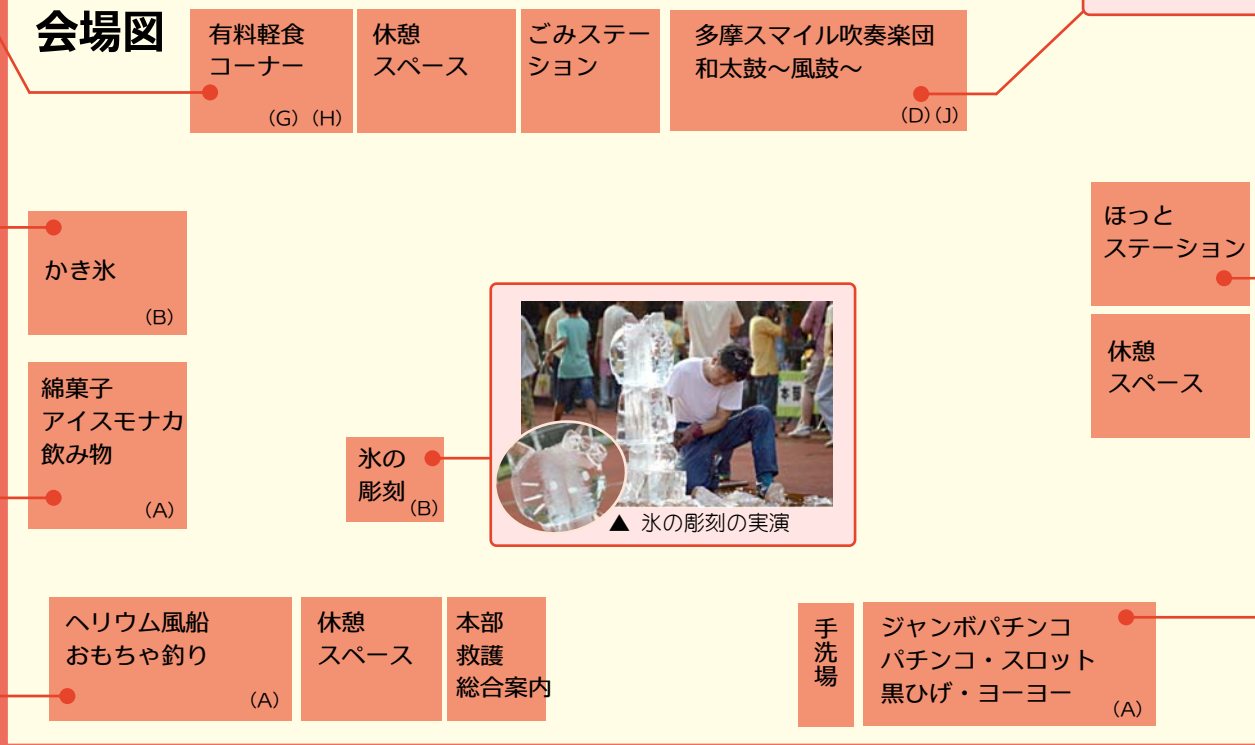 会場図
有料軽食
コーナー
(G) (H)
休憩
スペース
ごみステー
ション
多摩スマイル吹奏楽団
和太鼓～風鼓～
(D)(J)
かき氷
(B)
綿菓子
アイスモナカ
飲み物
(A)
氷の
彫刻
(B)
本部
▲ 氷の彫刻の実演
ほっと
ステーション
休憩
スペース
ヘリウム風船
おもちゃ釣り
(A)
休憩
スペース
本部
救護
総合案内
手洗場
ジャンボパチンコ
パチンコ・スロット
黒ひげ・ヨーヨー
(A)